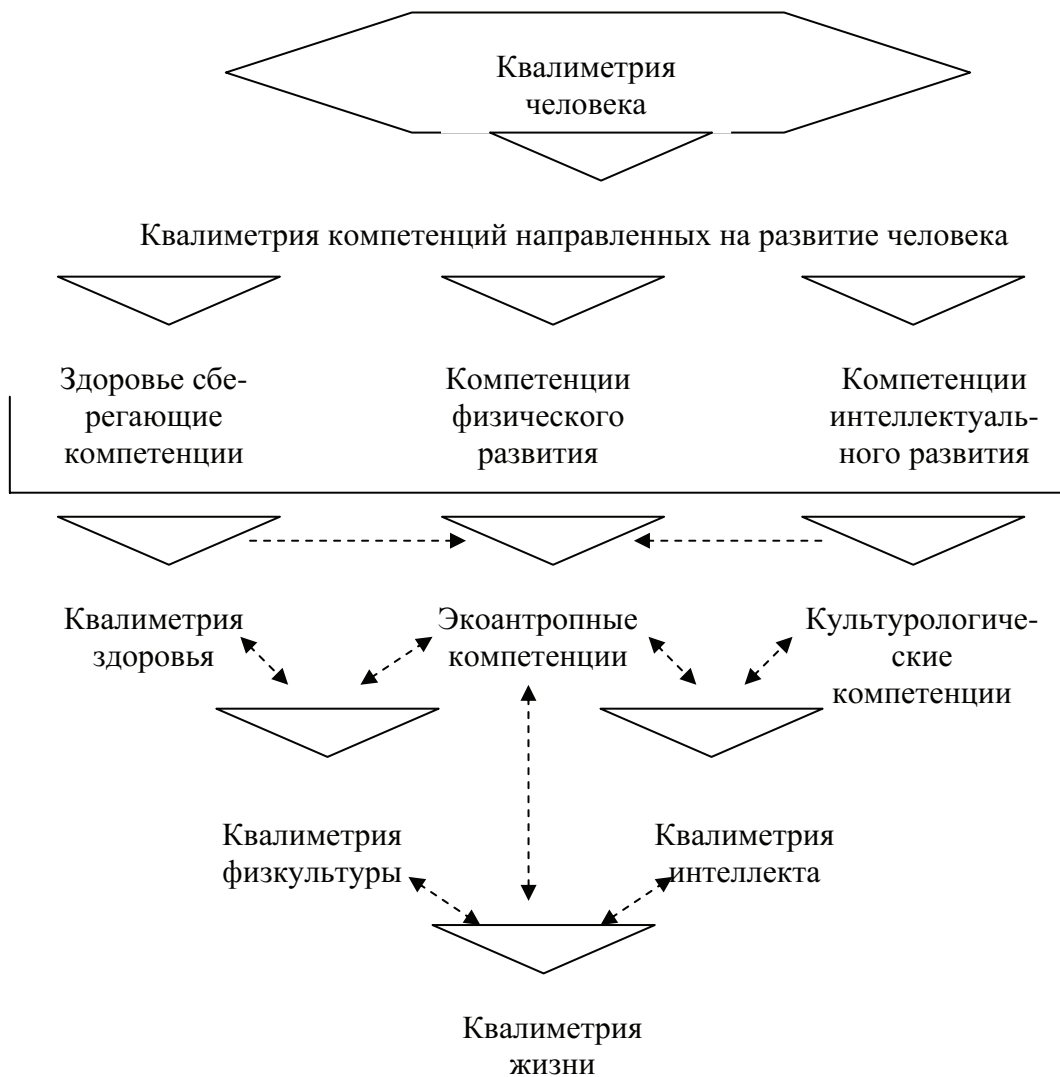 Квалиметрия
человека
Квалиметрия компетенций направленных на развитие человека
Здоровье сбе-
регающие
компетенции
Компетенции
физического
развития
Компетенции
интеллектуаль-
ного развития
Квалиметрия
здоровья
Экоантропные
компетенции
Культурологиче-
ские
компетенции
Квалиметрия
физкультуры
Квалиметрия
интеллекта
Квалиметрия
жизни